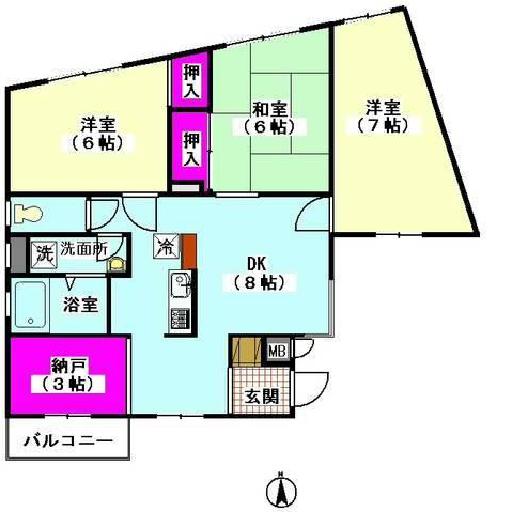 洋室
（6帖）
押入
押入
和室
（6帖）
洋室
（7帖）
洗
洗面所
冷
DK
（8帖）
浴室
納戸
（3帖）
MB
玄関
バルコニー
N